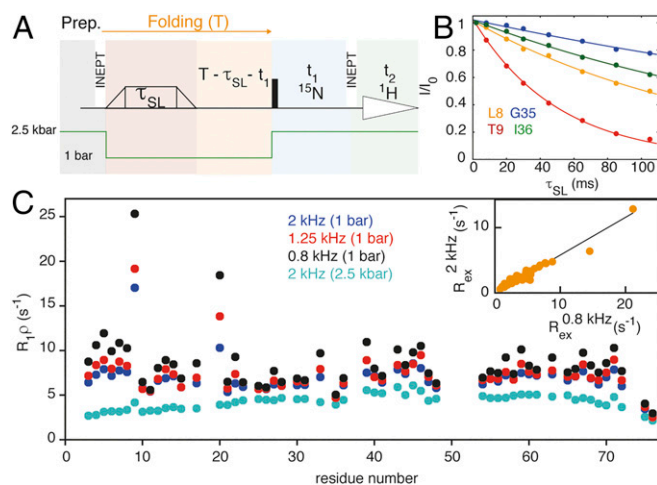 A
Prep.
Folding (T)
INEPT
τSL
T - τSL - t1
t1
15N
INEPT
t2
1H
2.5 kbar
1 bar
B
I/I0
1
0.8
0.6
0.4
0.2
0
L8 G35
T9 I36
0 20 40 60 80 100
τSL (ms)
C
R1ρ (s-1)
25
20
15
10
5
0
2 kHz (1 bar)
1.25 kHz (1 bar)
0.8 kHz (1 bar)
2 kHz (2.5 kbar)
Rex 2 kHz (s-1)
10
0
0 10 20
Rex 0.8 kHz (s-1)
0 10 20 30 40 50 60 70
residue number